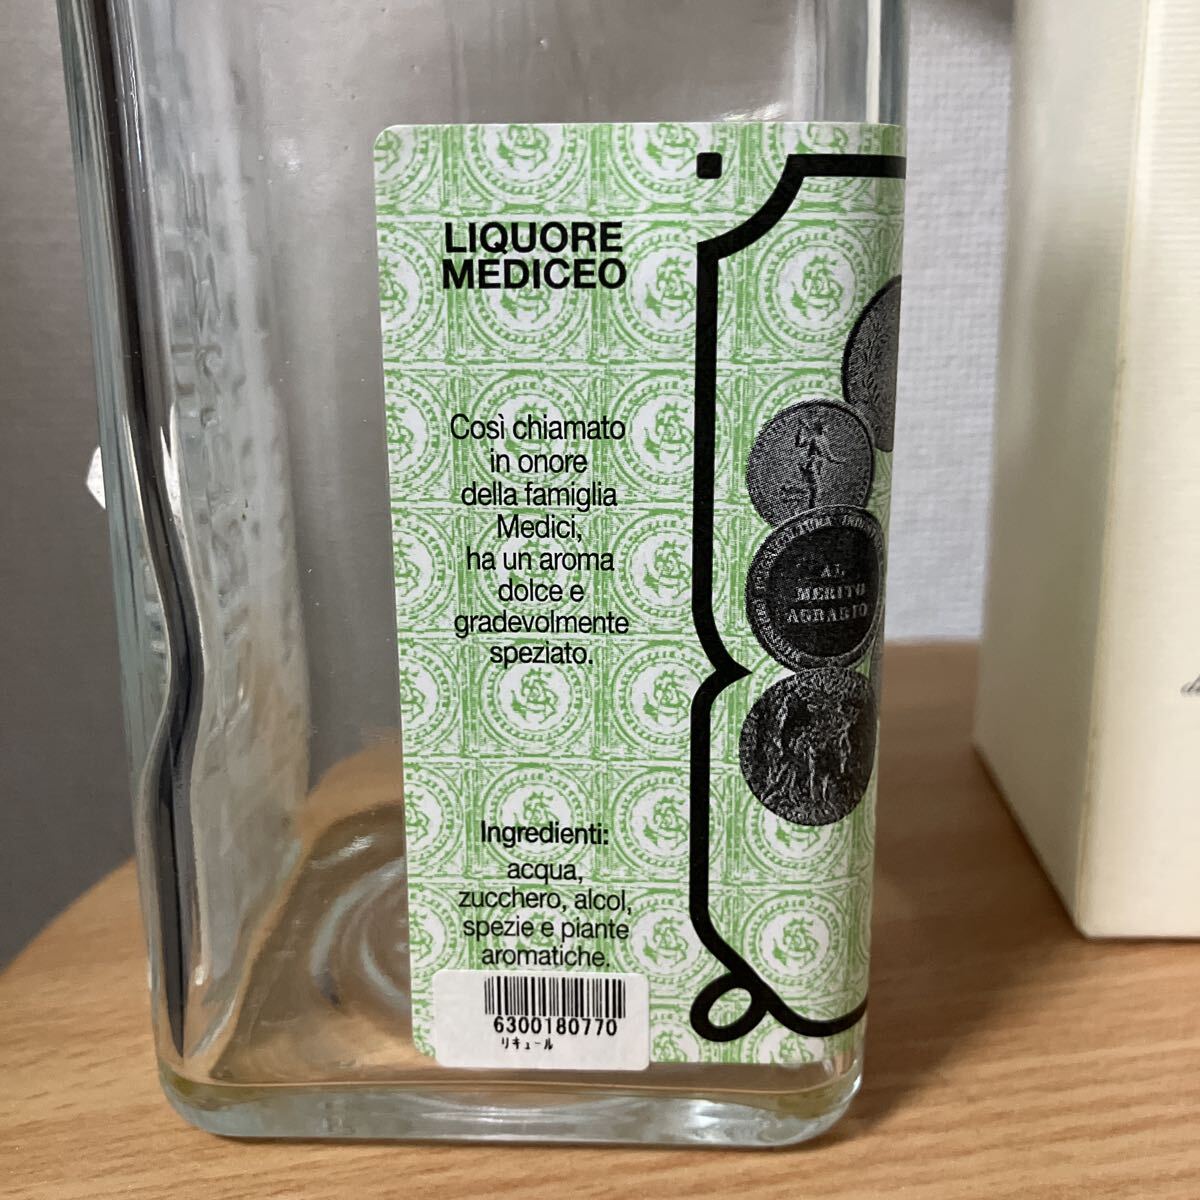 LIQUORE
MEDICEO
Così chiamato
in onore
della famiglia
Medici,
ha un aroma
dolce e
gradevolmente
speziato.
Ingredienti:
acqua,
zucchero, alcol,
spezie e piante
aromatiche.
6300180770
リキュール
AL
MERITO
AGRARIO